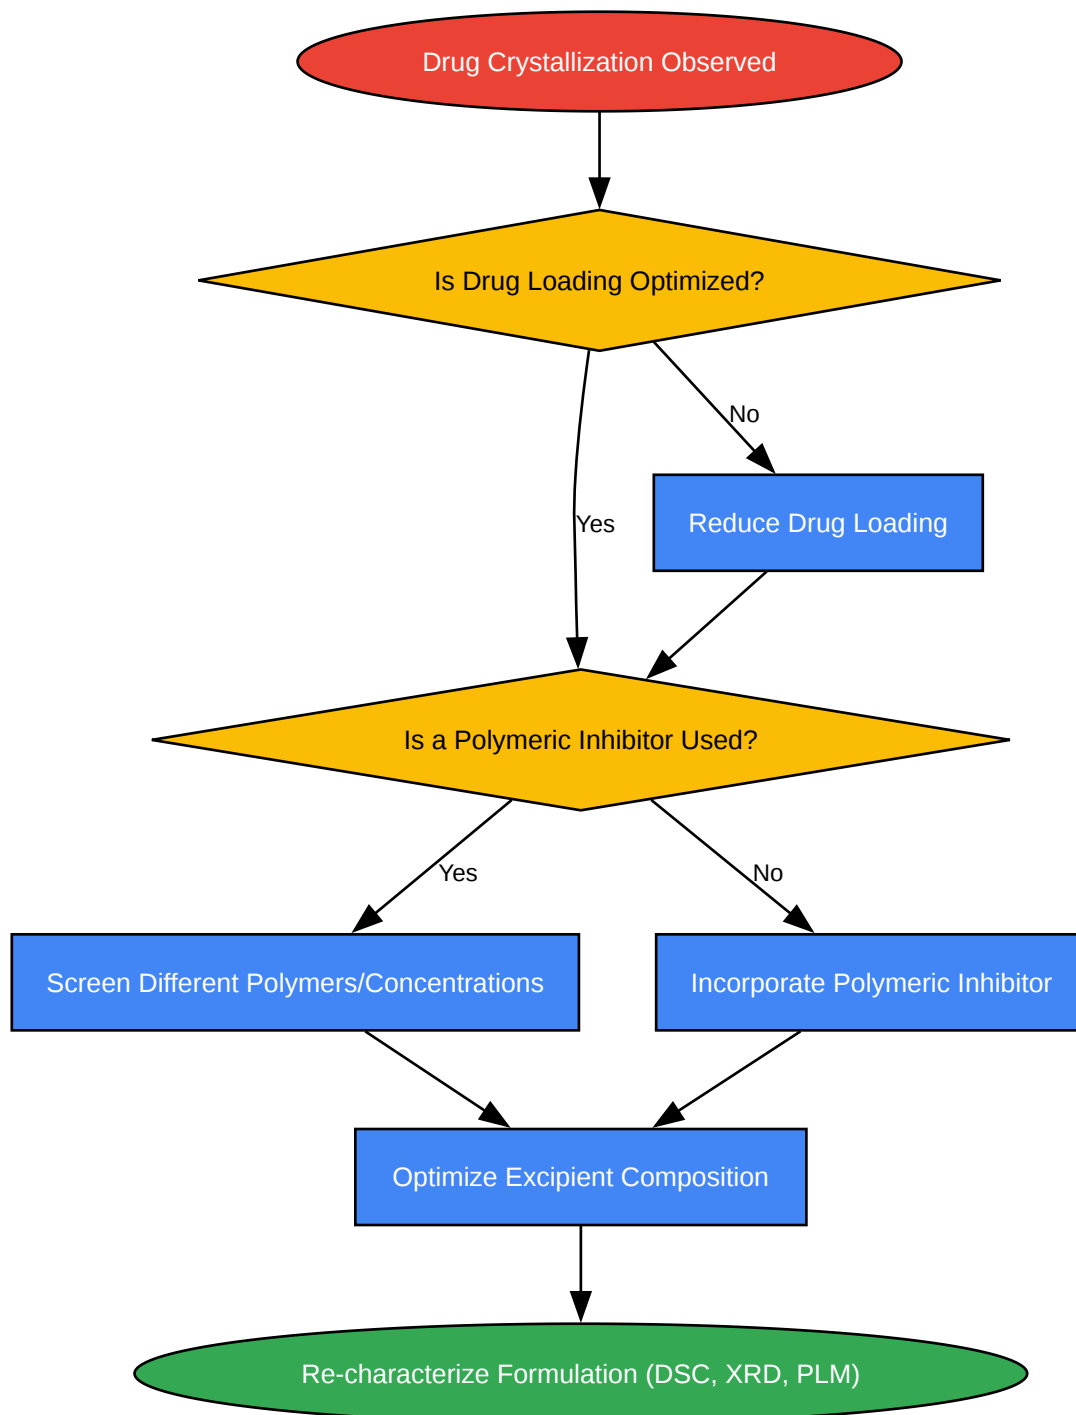 Drug Crystallization Observed
Is Drug Loading Optimized?
No
Yes
Reduce Drug Loading
Is a Polymeric Inhibitor Used?
Yes
No
Screen Different Polymers/Concentrations
Incorporate Polymeric Inhibitor
Optimize Excipient Composition
Re-characterize Formulation (DSC, XRD, PLM)